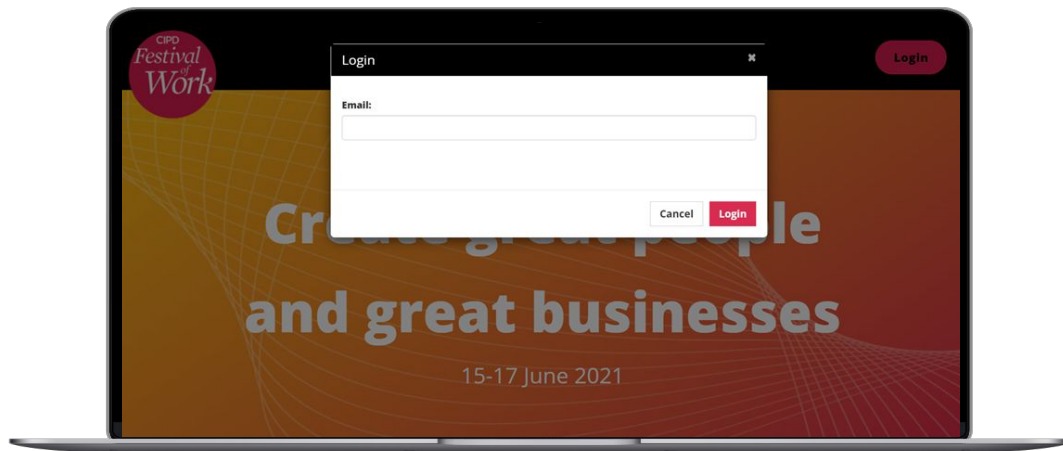 CIPD
Festival
of
Work
Login
Login
✖
Email:
Cancel
Login
Create great people
and great businesses
15-17 June 2021